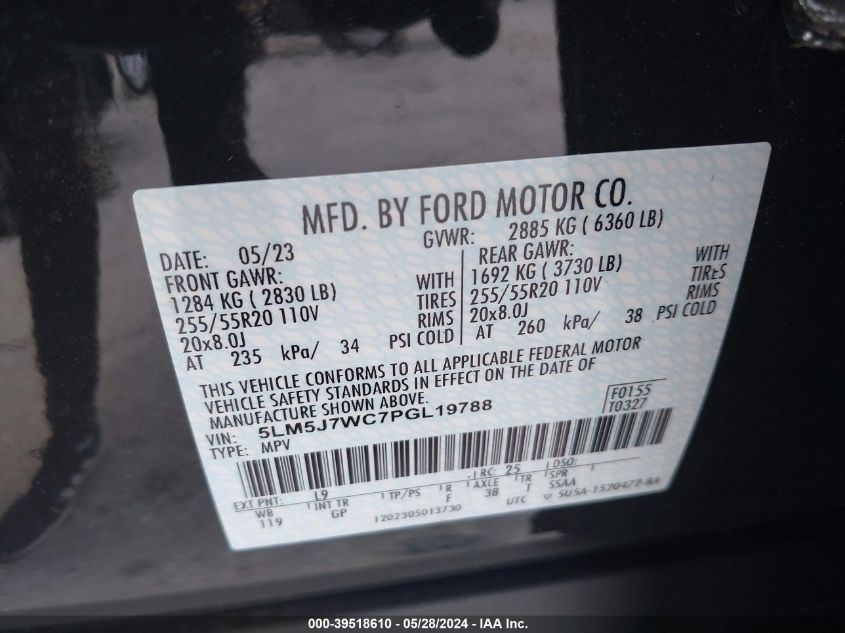 MFD. BY FORD MOTOR CO.
DATE: 05/23 GVWR: 2885 KG ( 6360 LB)
FRONT GAWR: REAR GAWR:
1284 KG ( 2830 LB) WITH 1692 KG ( 3730 LB) WITH
255/55R20 110V TIRES 255/55R20 110V TIRES
20x8.0J RIMS 20x8.0J RIMS
AT 235 kPa/ 34 PSI COLD AT 260 kPa/ 38 PSI COLD
THIS VEHICLE CONFORMS TO ALL APPLICABLE FEDERAL MOTOR
VEHICLE SAFETY STANDARDS IN EFFECT ON THE DATE OF
MANUFACTURE SHOWN ABOVE.
F0155
VIN: 5LM5J7WC7PGL19788 T0327
TYPE: MPV
EXT PNT: L9 RC: 25 DSO:
WB INT TR TP/PS R AXLE TR SPR
119 GP F 3B T SSAA
1202305013730 UTC 5U5A-1520472-BA
000-39518610 - 05/28/2024 - IAA Inc.